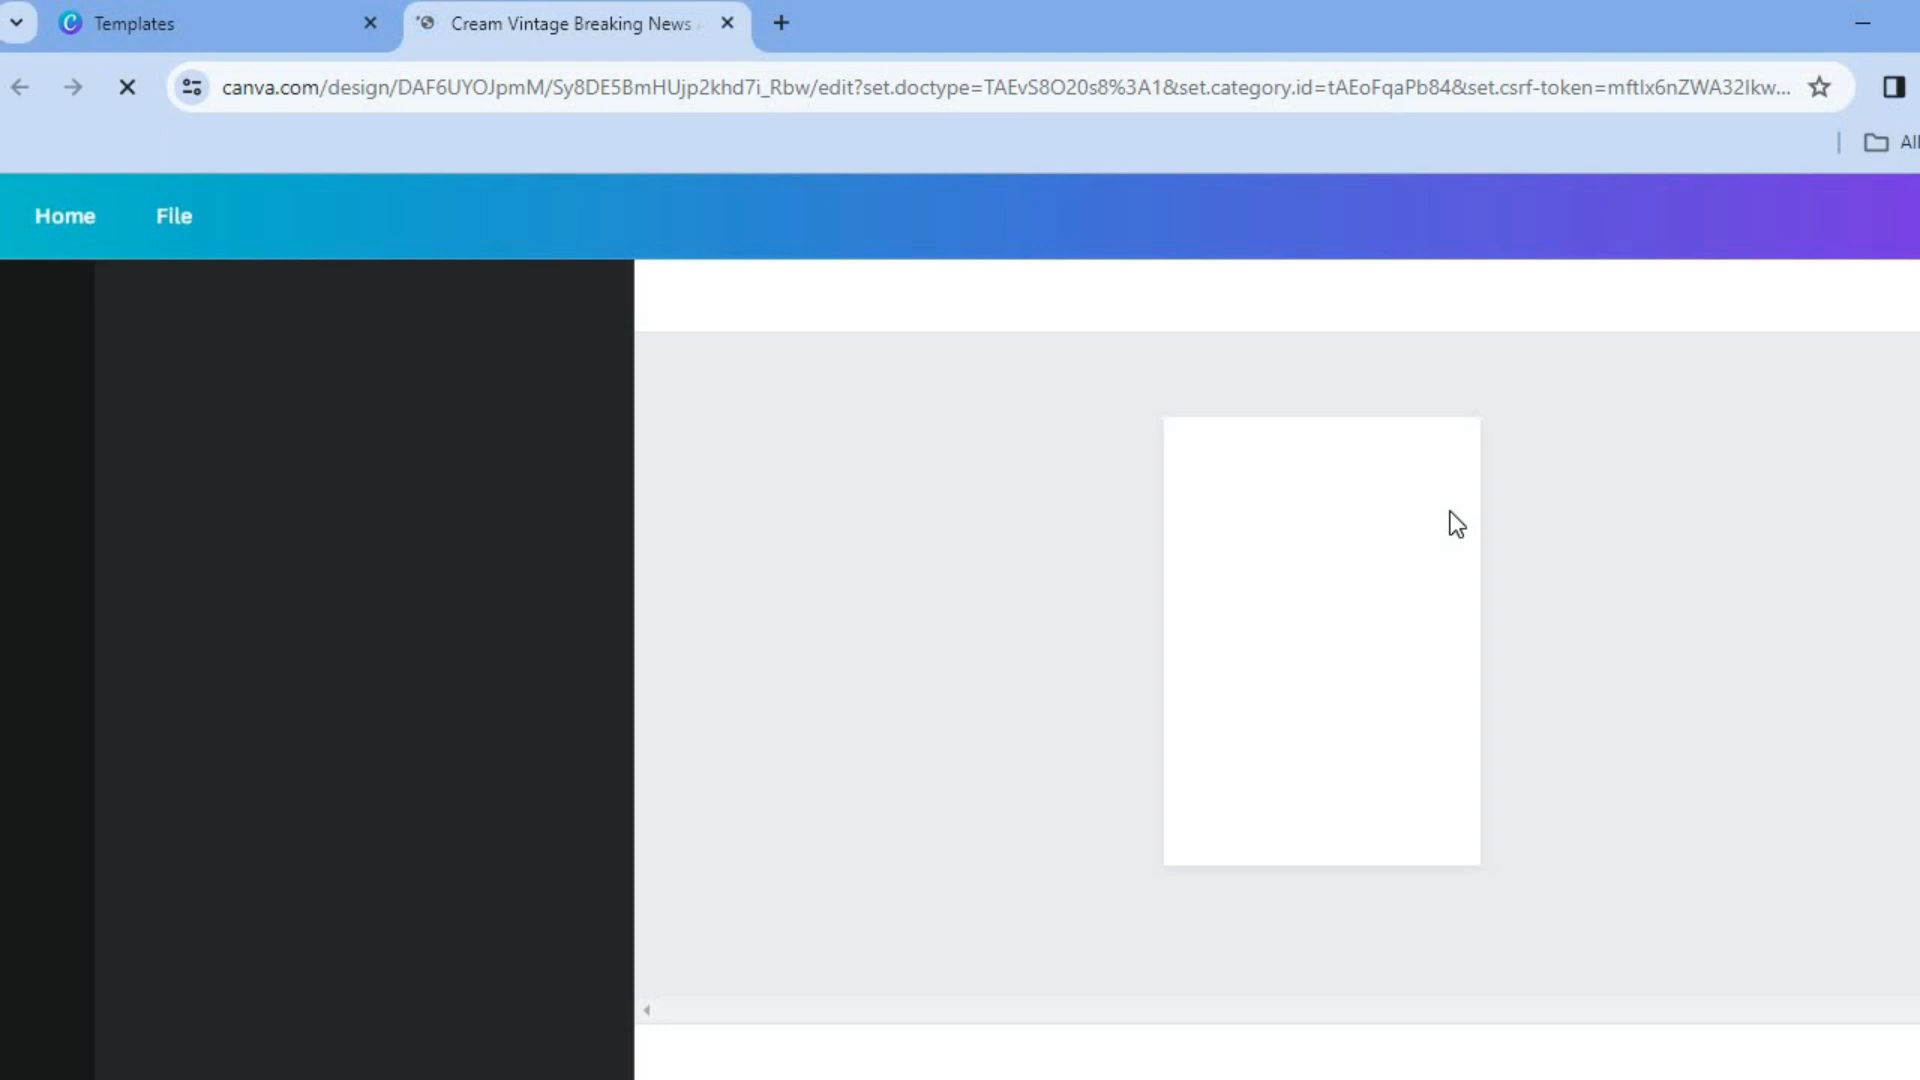 Templates
Cream Vintage Breaking News
canva.com/design/DAF6UYOJpmM/Sy8DE5BmHUjp2khd7i_Rbw/edit?set.doctype=TAEvS8O20s8%3A1&set.category.id=tAEoFqaPb84&set.csrf-token=mftlx6nZWA32Ikw...
All
Home File